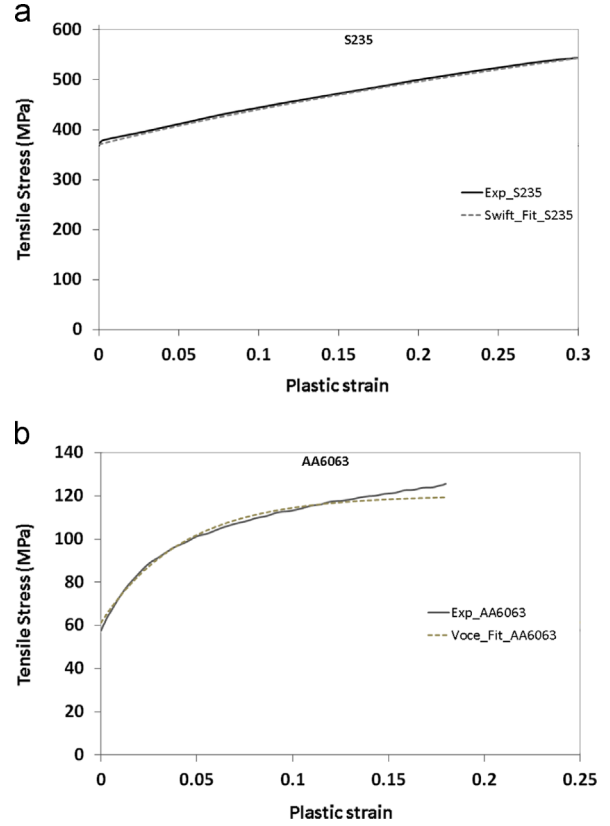 a
S235
Tensile Stress (MPa)
600
500
400
300
200
100
0
Exp_S235
Swift_Fit_S235
0 0.05 0.1 0.15 0.2 0.25 0.3
Plastic strain
b
AA6063
Tensile Stress (MPa)
140
120
100
80
60
40
20
0
Exp_AA6063
Voce_Fit_AA6063
0 0.05 0.1 0.15 0.2 0.25
Plastic strain